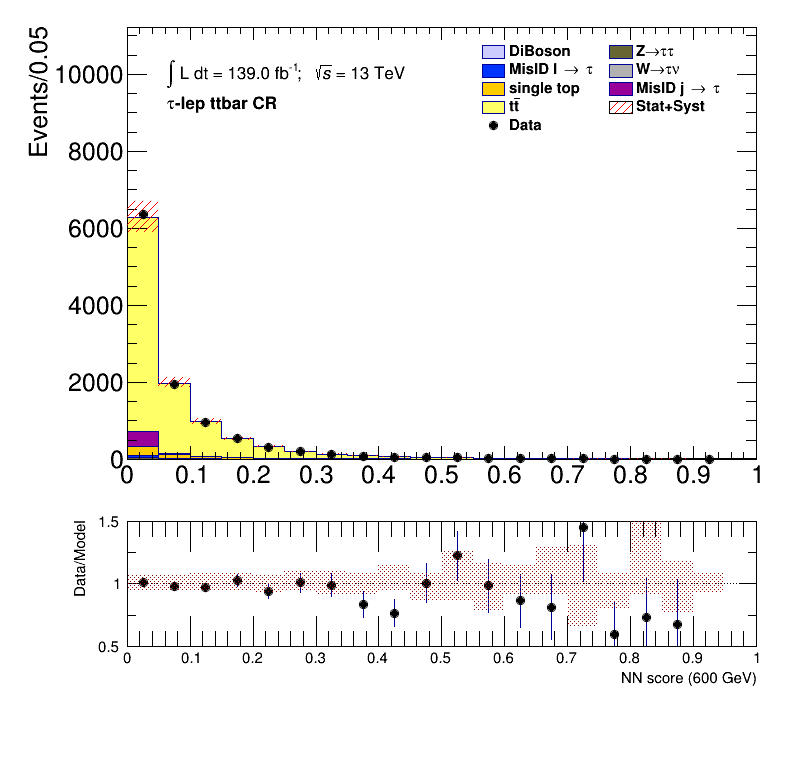 Events/0.05
10000
8000
6000
4000
2000
0
∫ L dt = 139.0 fb⁻¹; √s = 13 TeV
τ-lep ttbar CR
DiBoson
MisID l → τ
single top
tt̄
Data
Z→ττ
W→τν
MisID j → τ
Stat+Syst
0 0.1 0.2 0.3 0.4 0.5 0.6 0.7 0.8 0.9 1
Data/Model
1.5
1
0.5
0 0.1 0.2 0.3 0.4 0.5 0.6 0.7 0.8 0.9 1
NN score (600 GeV)